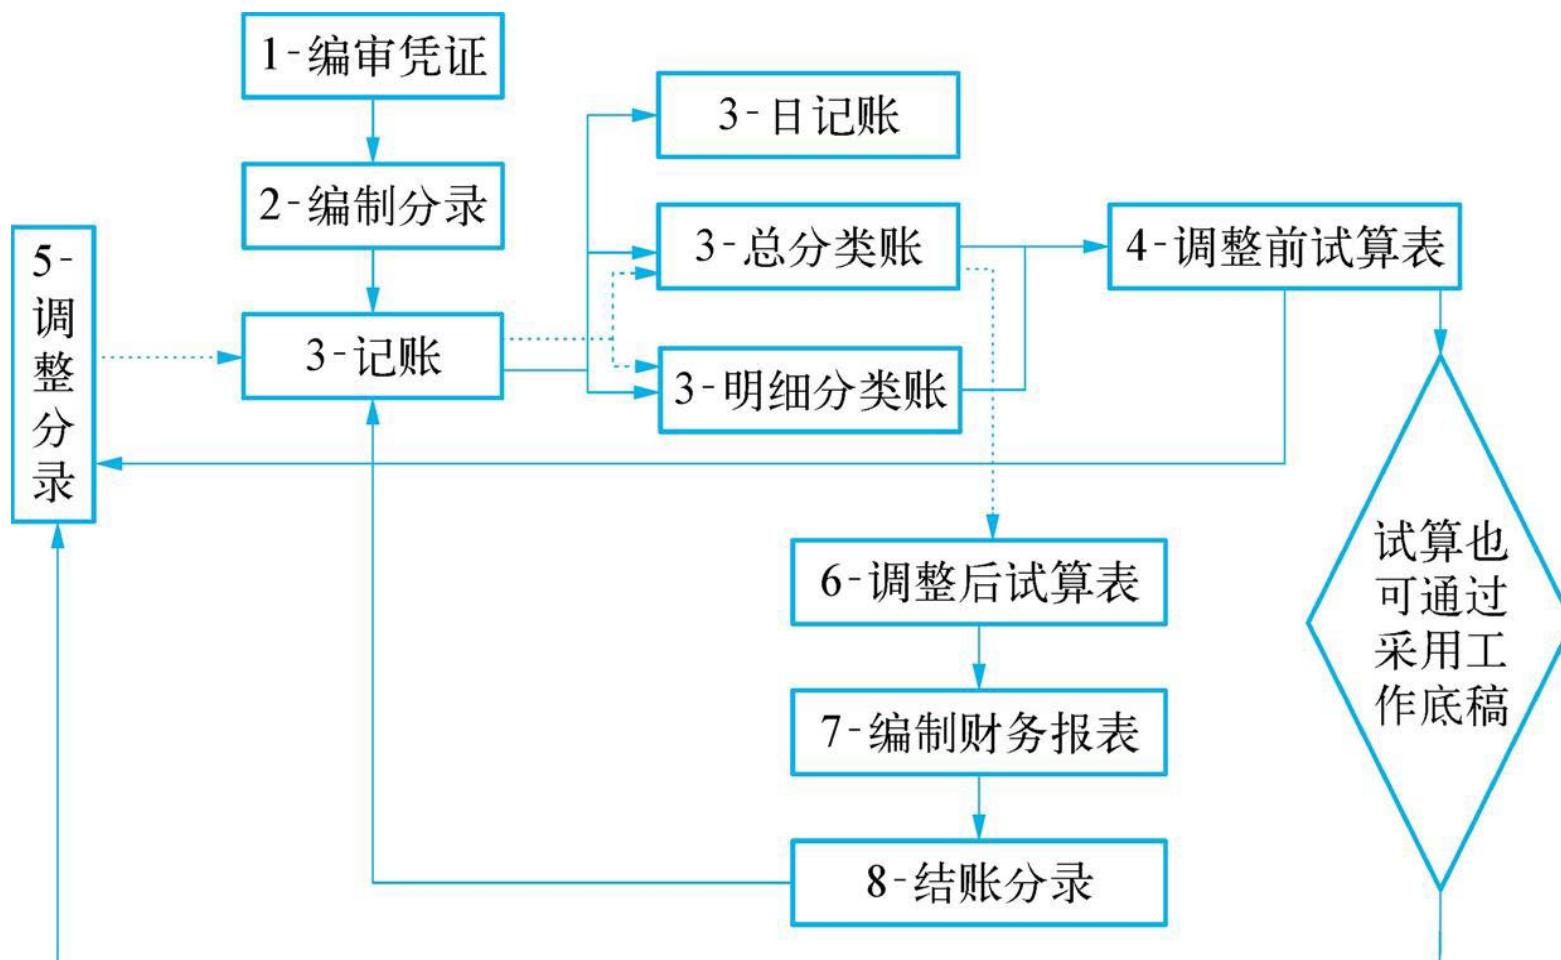 1-编审凭证
3-日记账
2-编制分录
3-总分类账
4-调整前试算表
5-
调
整
分
录
3-记账
3-明细分类账
试算也
可通过
采用工
作底稿
6-调整后试算表
7-编制财务报表
8-结账分录